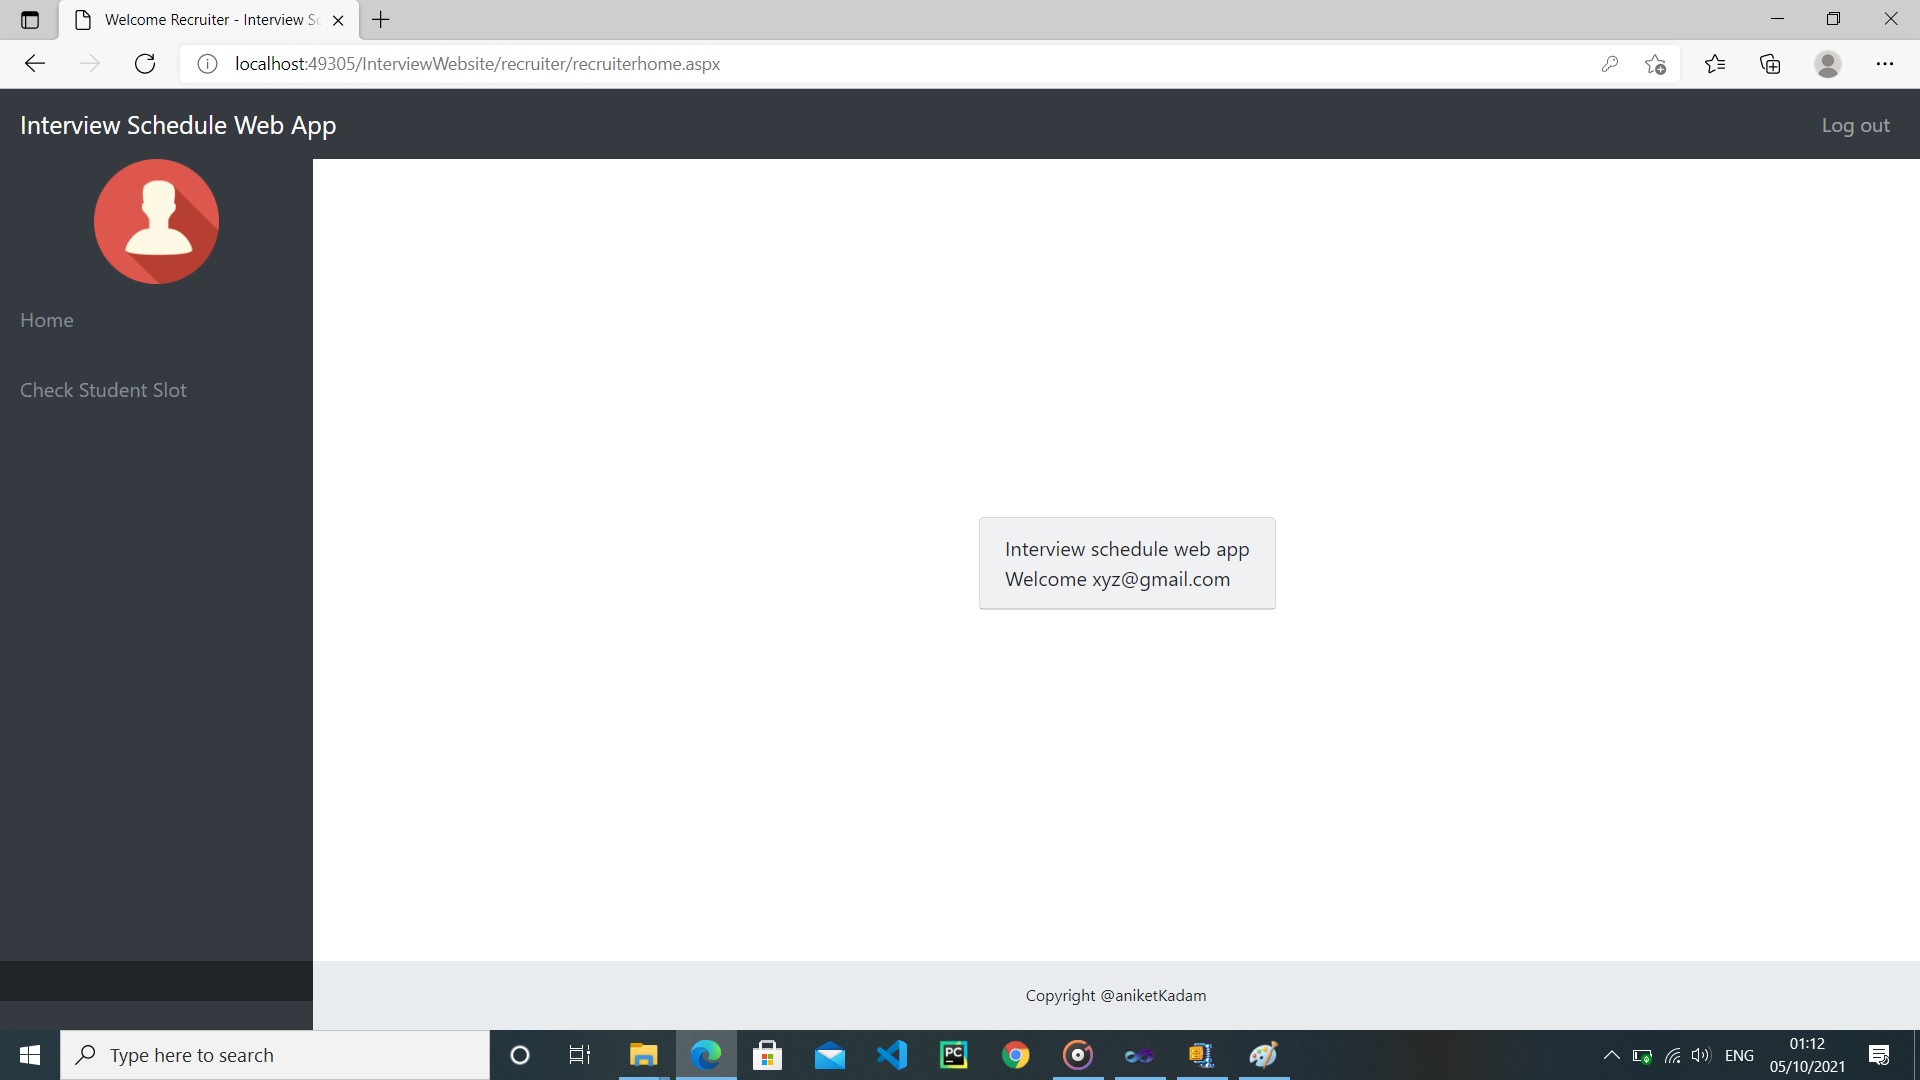 Welcome Recruiter - Interview Sc
localhost:49305/InterviewWebsite/recruiter/recruiterhome.aspx
Interview Schedule Web App
Log out
Home
Check Student Slot
Interview schedule web app
Welcome xyz@gmail.com
Copyright @aniketKadam
Type here to search
PC
ENG
01:12
05/10/2021